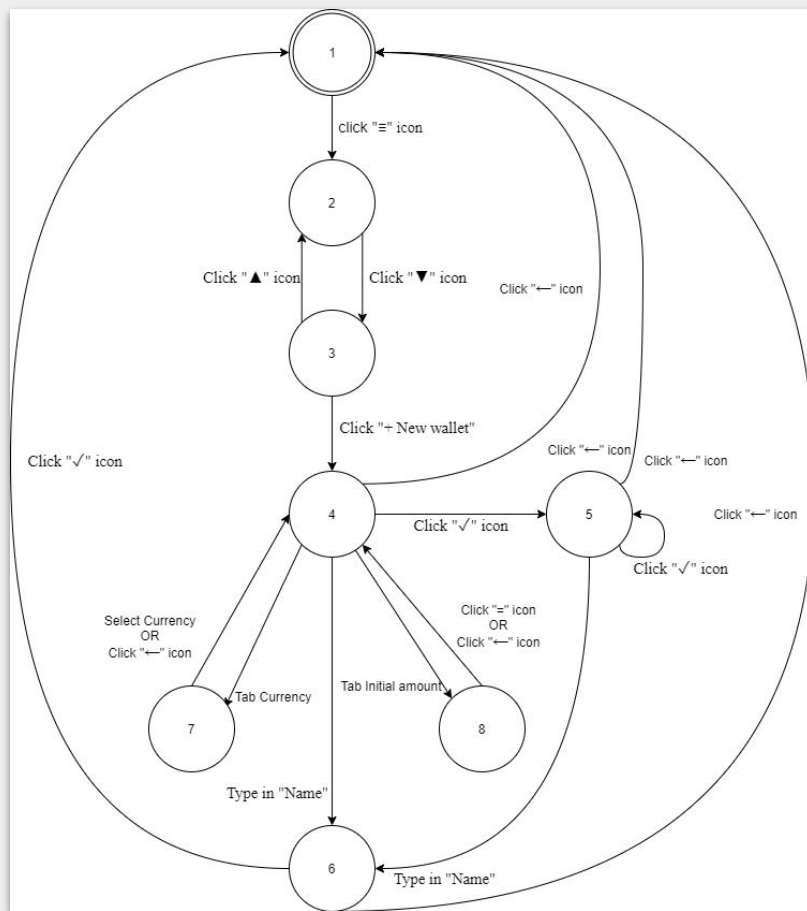 1
click "≡" icon
2
Click "▲" icon
Click "▼" icon
Click "←" icon
3
Click "+ New wallet"
Click "✓" icon
Click "←" icon
Click "←" icon
4
Click "✓" icon
5
Click "←" icon
Click "✓" icon
Select Currency
OR
Click "←" icon
Click "=" icon
OR
Click "←" icon
Tab Currency
Tab Initial amount
7
8
Type in "Name"
6
Type in "Name"